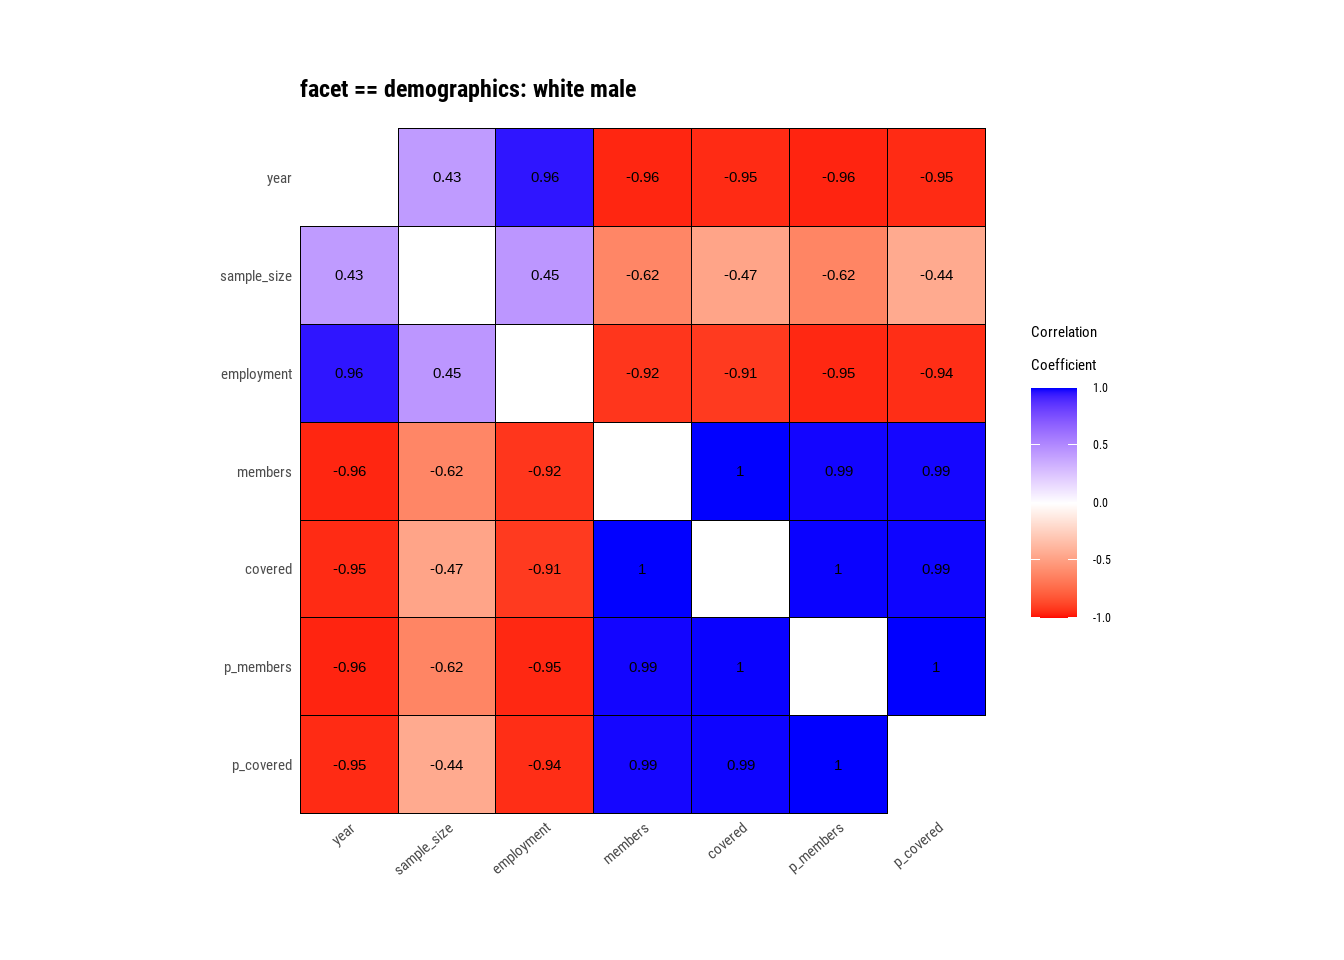 facet == demographics: white male
year 0.43 0.96 -0.96 -0.95 -0.96 -0.95
sample_size 0.43 0.45 -0.62 -0.47 -0.62 -0.44
employment 0.96 0.45 -0.92 -0.91 -0.95 -0.94
members -0.96 -0.62 -0.92 1 0.99 0.99
covered -0.95 -0.47 -0.91 1 1 0.99
p_members -0.96 -0.62 -0.95 0.99 1 1
p_covered -0.95 -0.44 -0.94 0.99 0.99 1
year sample_size employment members covered p_members p_covered
Correlation
Coefficient
1.0
0.5
0.0
-0.5
-1.0